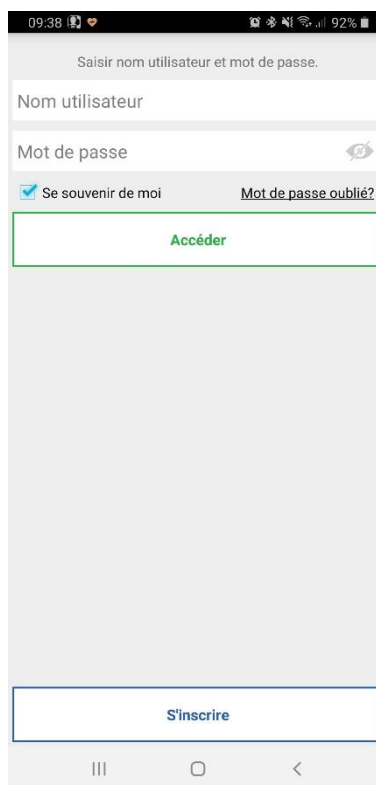 09:38 92%
Saisir nom utilisateur et mot de passe.
Nom utilisateur
Mot de passe
Se souvenir de moi Mot de passe oublié?
Accéder
S'inscrire